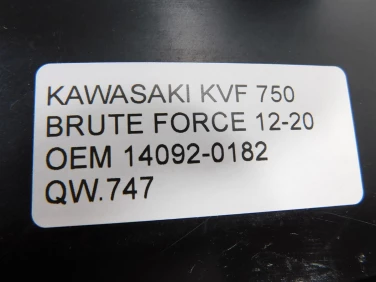 KAWASAKI KVF 750
BRUTE FORCE 12-20
OEM 14092-0182
QW.747